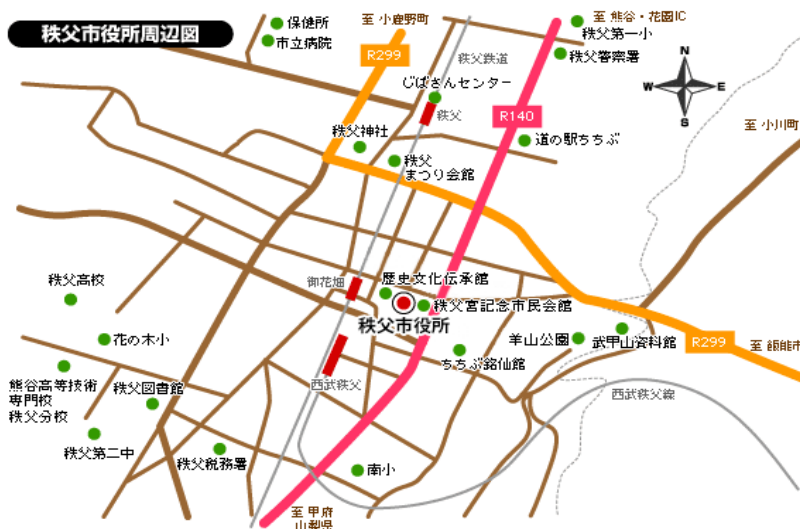 秩父市役所周辺図
保健所
市立病院
至 小鹿野町
R299
秩父鉄道
じばさんセンター
秩父
至 熊谷・花園IC
秩父第一小
秩父警察署
N
W
E
S
R140
道の駅ちちぶ
至 小川町
秩父神社
秩父
まつり会館
御花畑
歴史文化伝承館
秩父宮記念市民会館
秩父市役所
秩父高校
花の木小
熊谷高等技術
専門校
秩父分校
秩父図書館
秩父第二中
秩父税務署
西武秩父
ちちぶ銘仙館
羊山公園
武甲山資料館
R299
至 飯能市
西武秩父線
南小
至 甲府
山梨県